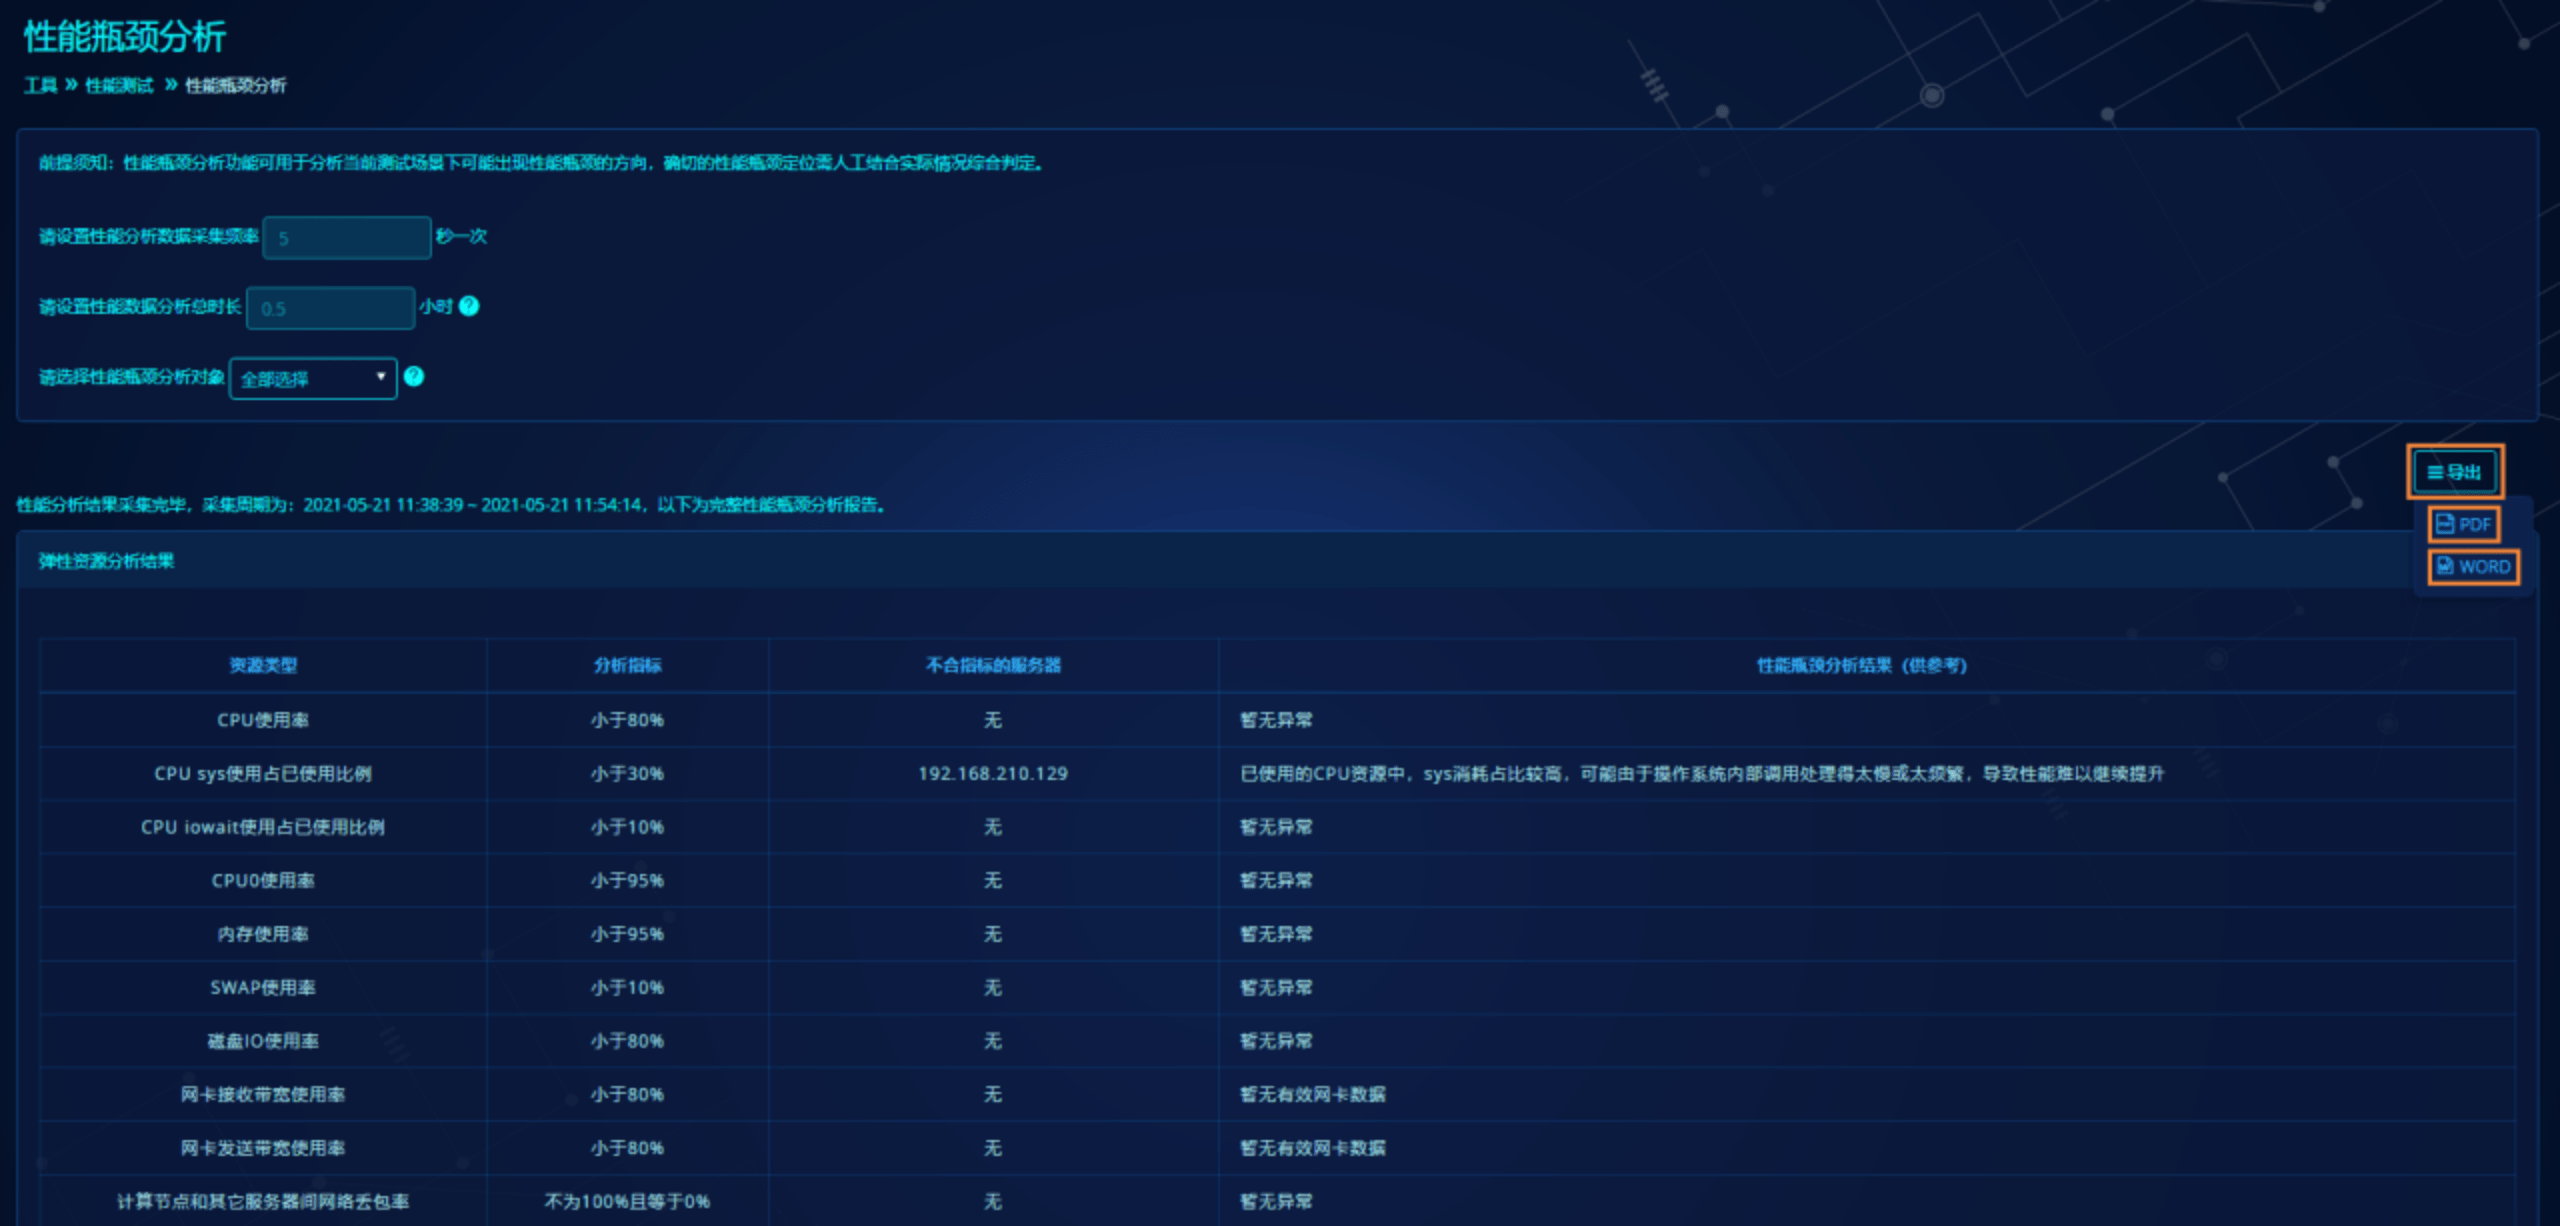 性能瓶颈分析
工具 » 性能测试 » 性能瓶颈分析
前提须知：性能瓶颈分析功能可用于分析当前测试场景下可能出现性能瓶颈的方向，确切的性能瓶颈定位需人工结合实际情况综合判定。
请设置性能分析数据采集频率 5 秒一次
请设置性能数据分析总时长 0.5 小时 ?
请选择性能瓶颈分析对象 全部选择 ?
导出
性能分析结果采集完毕，采集周期为：2021-05-21 11:38:39 ~ 2021-05-21 11:54:14，以下为完整性能瓶颈分析报告。
PDF
WORD
弹性资源分析结果
资源类型 分析指标 不合指标的服务器 性能瓶颈分析结果（供参考）
CPU使用率 小于80% 无 暂无异常
CPU sys使用占已使用比例 小于30% 192.168.210.129 已使用的CPU资源中，sys消耗占比较高，可能由于操作系统内部调用处理得太慢或太频繁，导致性能难以继续提升
CPU iowait使用占已使用比例 小于10% 无 暂无异常
CPU0使用率 小于95% 无 暂无异常
内存使用率 小于95% 无 暂无异常
SWAP使用率 小于10% 无 暂无异常
磁盘IO使用率 小于80% 无 暂无异常
网卡接收带宽使用率 小于80% 无 暂无有效网卡数据
网卡发送带宽使用率 小于80% 无 暂无有效网卡数据
计算节点和其它服务器间网络丢包率 不为100%且等于0% 无 暂无异常